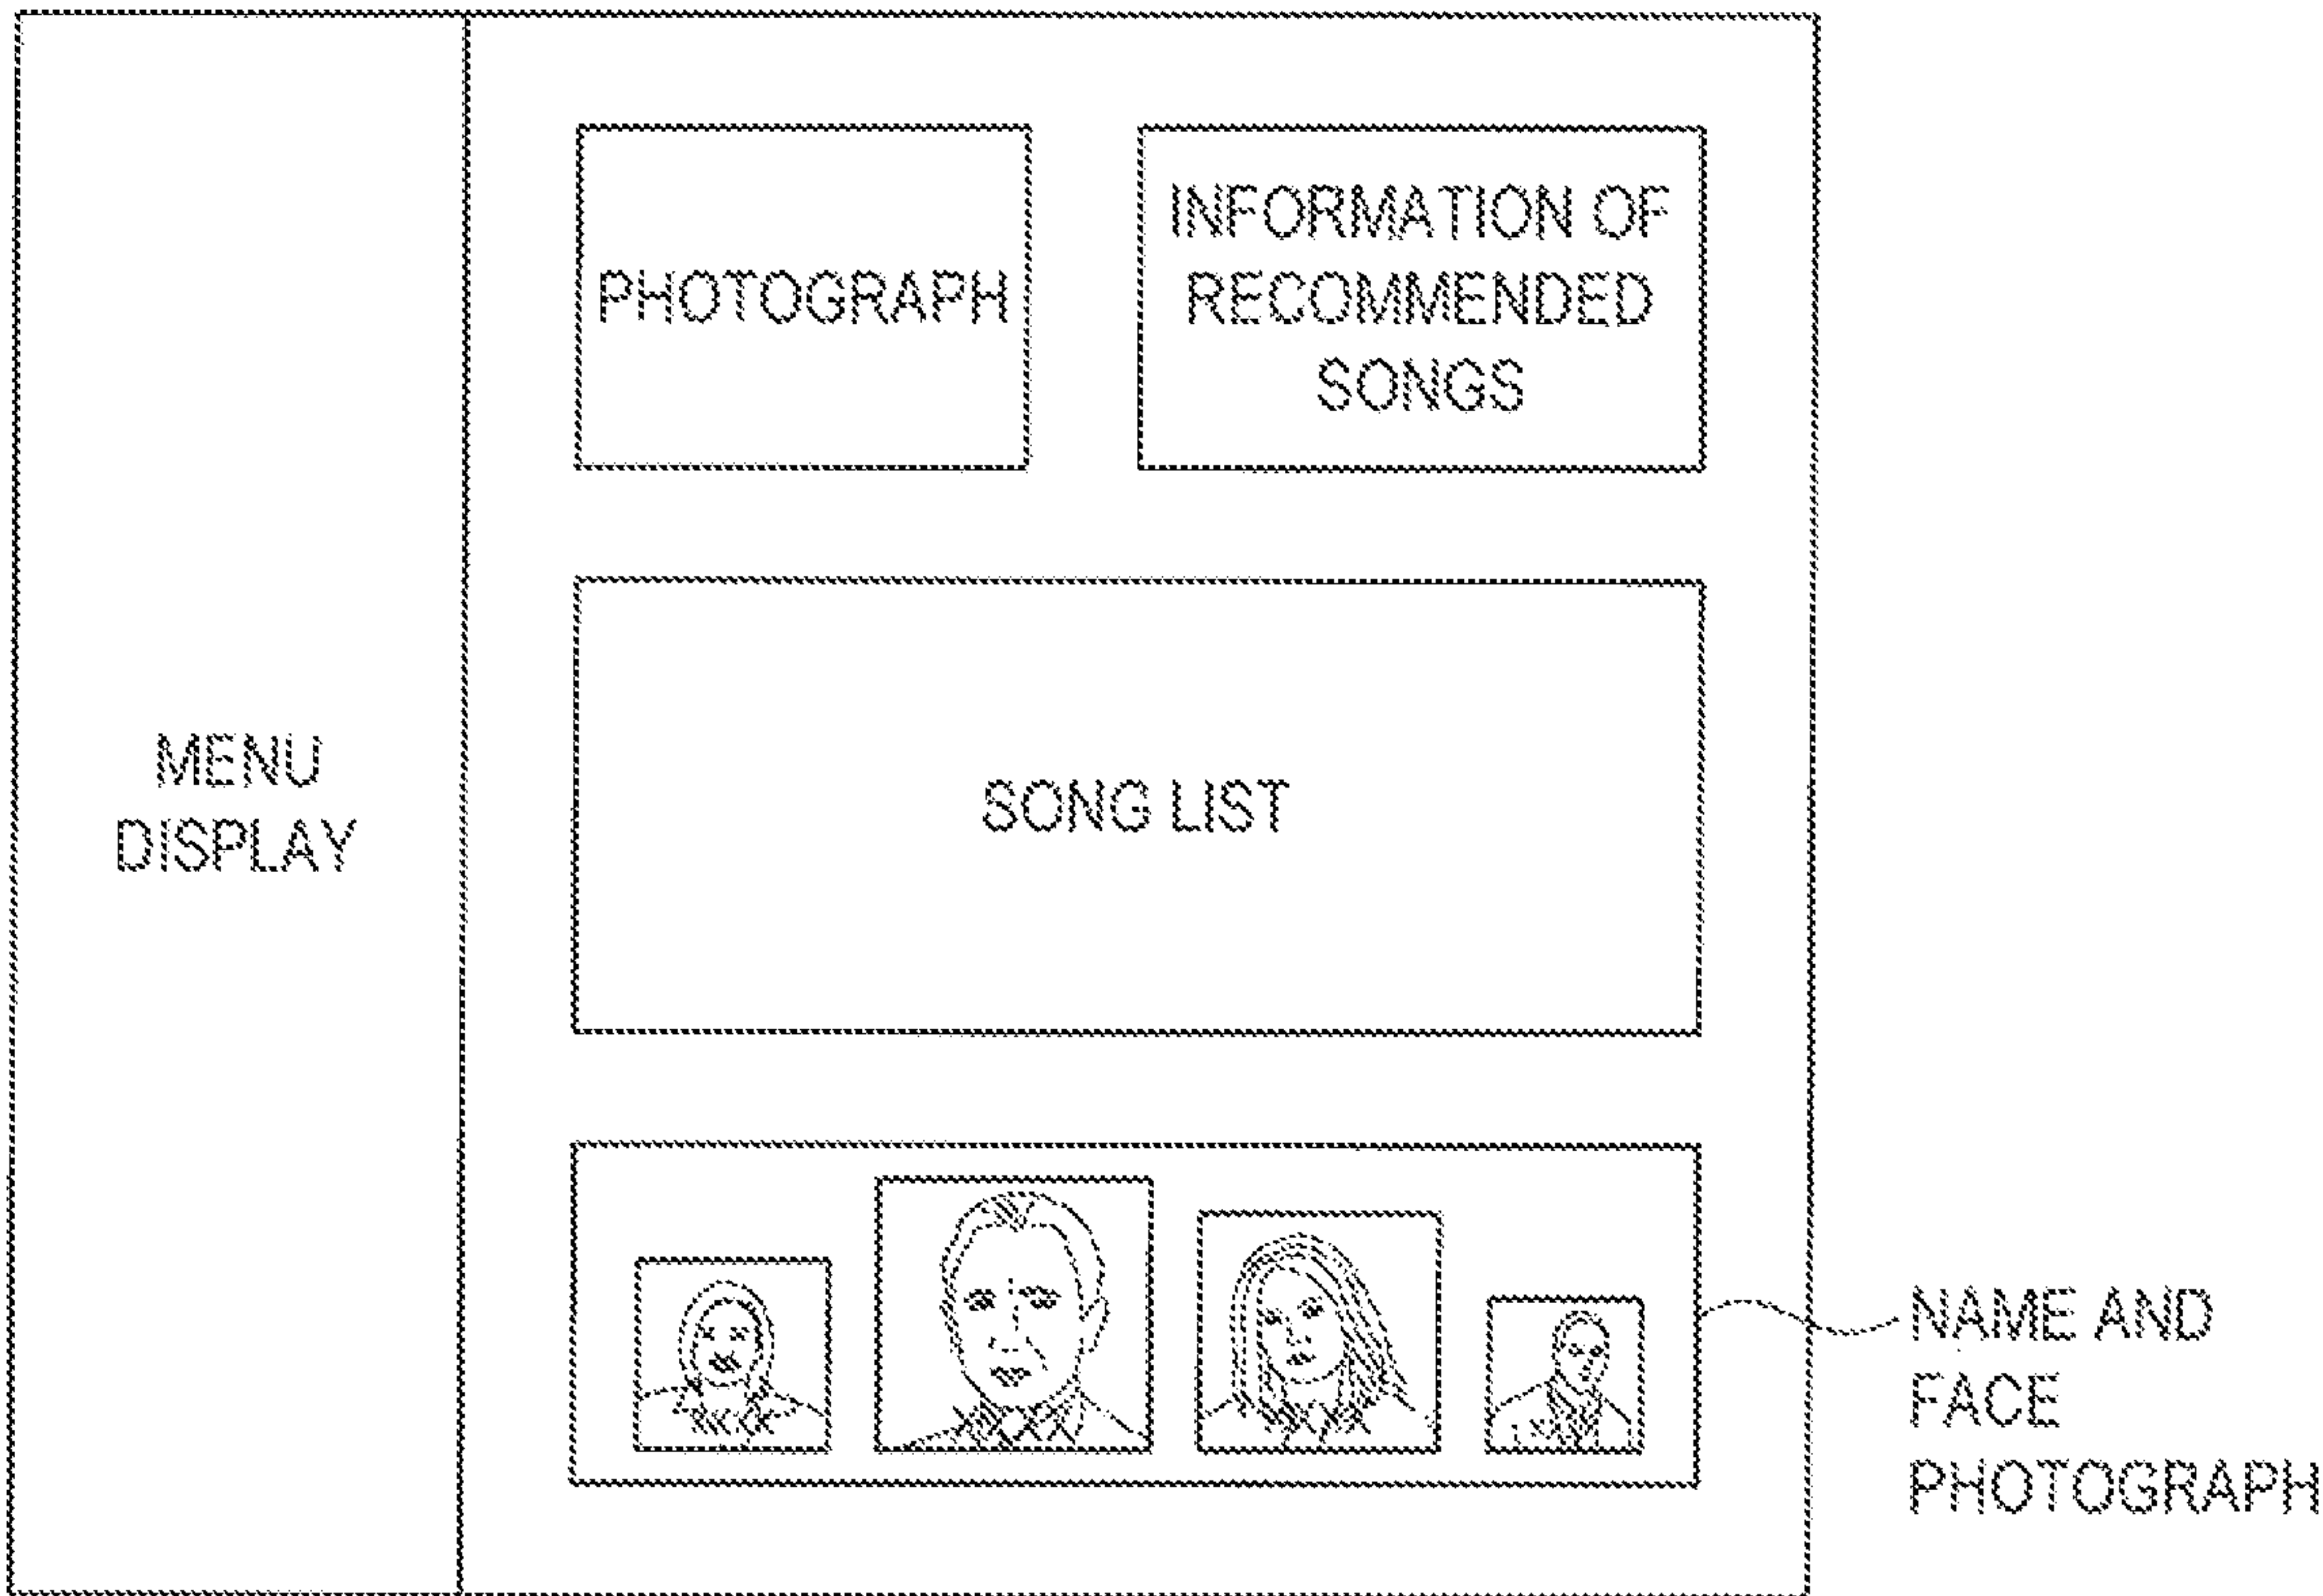 MENU
DISPLAY
PHOTOGRAPH
INFORMATION OF
RECOMMENDED
SONGS
SONG LIST
NAME AND
FACE
PHOTOGRAPH